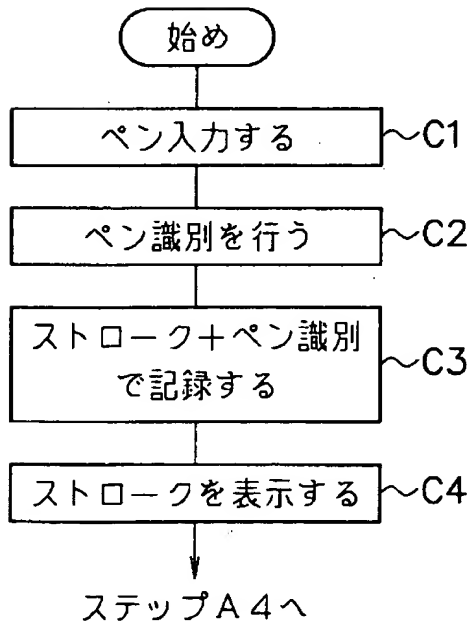 始め
ペン入力する
C1
ペン識別を行う
C2
ストローク＋ペン識別
で記録する
C3
ストロークを表示する
C4
ステップA4へ